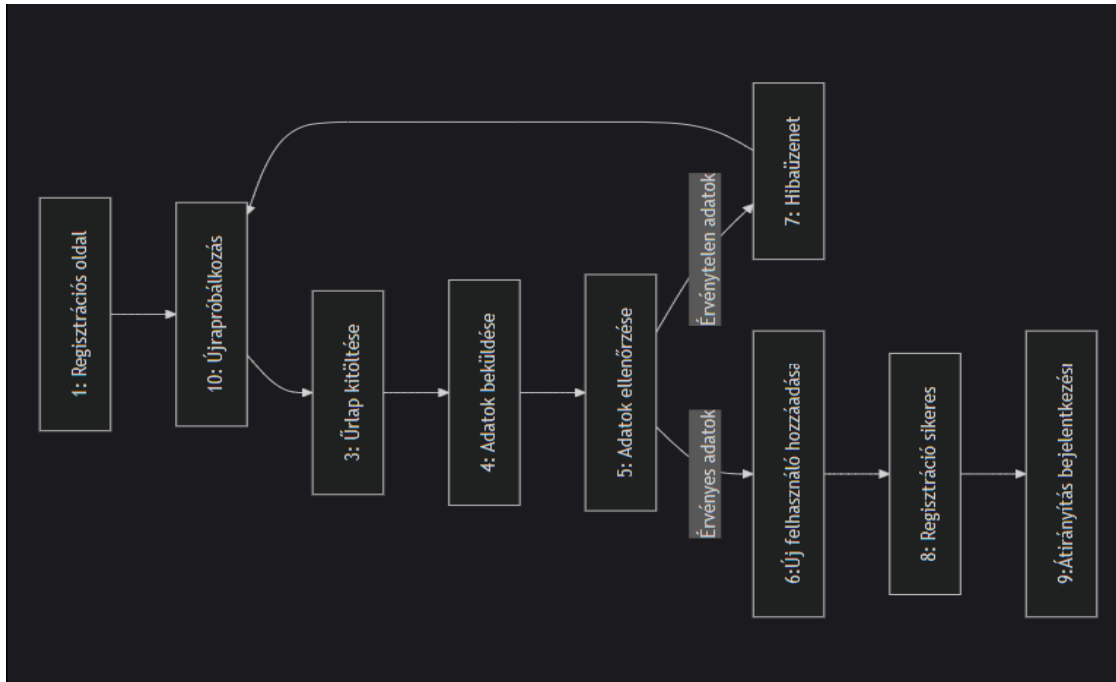 1: Regisztrációs oldal
10: Újrapróbálkozás
3: Űrlap kitöltése
4: Adatok beküldése
5: Adatok ellenőrzése
Érvénytelen adatok
Érvényes adatok
7: Hibaüzenet
6:Új felhasználó hozzáadása
8: Regisztráció sikeres
9:Átirányítás bejelentkezési